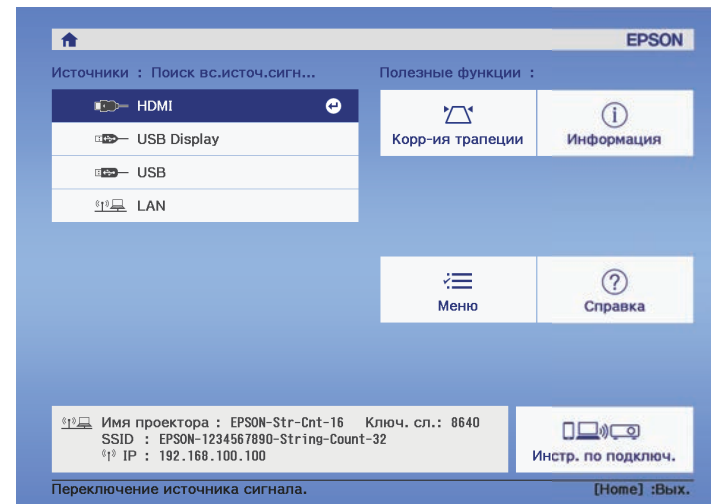 EPSON
Источники : Поиск вс.источ.сигн...
HDMI
USB Display
USB
LAN
Полезные функции :
Корр-ия трапеции
Информация
Меню
Справка
Имя проектора : EPSON-Str-Cnt-16 Ключ. сл.: 8640
SSID : EPSON-1234567890-String-Count-32
IP : 192.168.100.100
Инстр. по подключ.
Переключение источника сигнала.
[Home] :Вых.